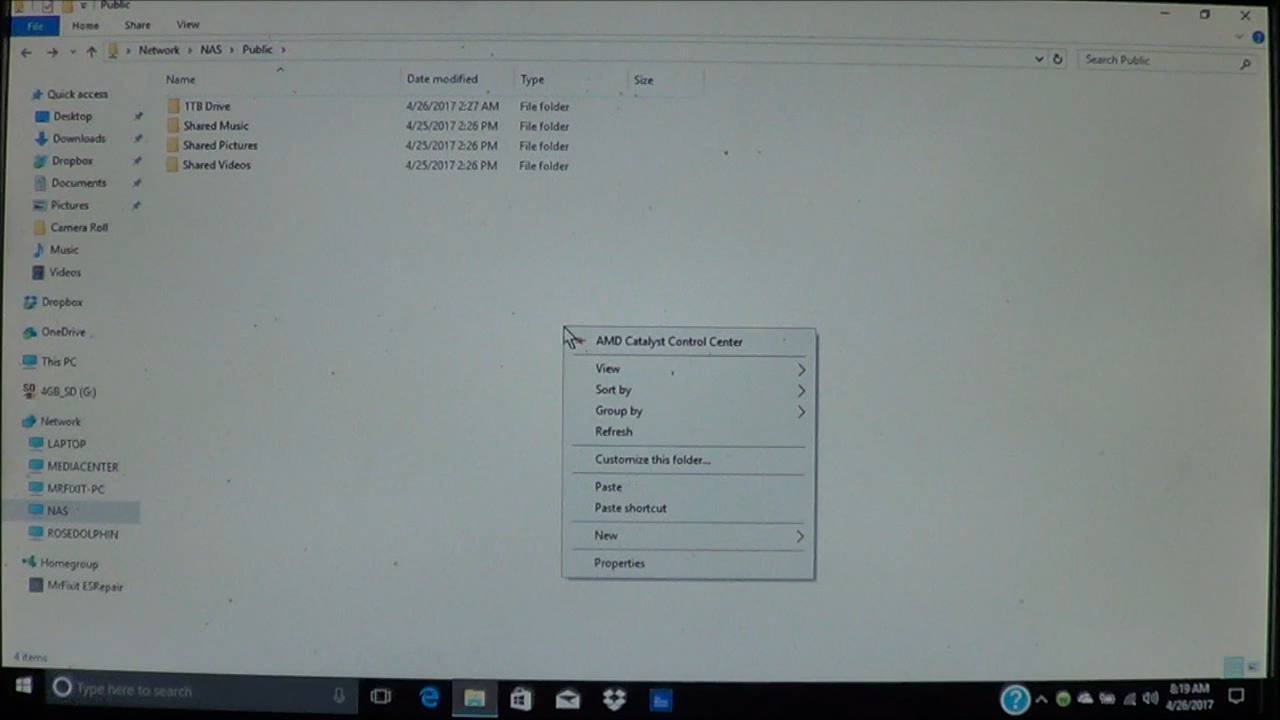 Public
File Home Share View
Network NAS Public
Search Public
Name Date modified Type Size
1TB Drive 4/26/2017 2:27 AM File folder
Shared Music 4/25/2017 2:26 PM File folder
Shared Pictures 4/25/2017 2:26 PM File folder
Shared Videos 4/25/2017 2:26 PM File folder
Quick access
Desktop
Downloads
Dropbox
Documents
Pictures
Camera Roll
Music
Videos
Dropbox
OneDrive
This PC
SD 4GB_SD (G:)
Network
LAPTOP
MEDIACENTER
MRFIXIT-PC
NAS
ROSEDOLPHIN
Homegroup
MrFixit ESRepair
AMD Catalyst Control Center
View
Sort by
Group by
Refresh
Customize this folder...
Paste
Paste shortcut
New
Properties
4 items
Type here to search
8:19 AM
4/26/2017